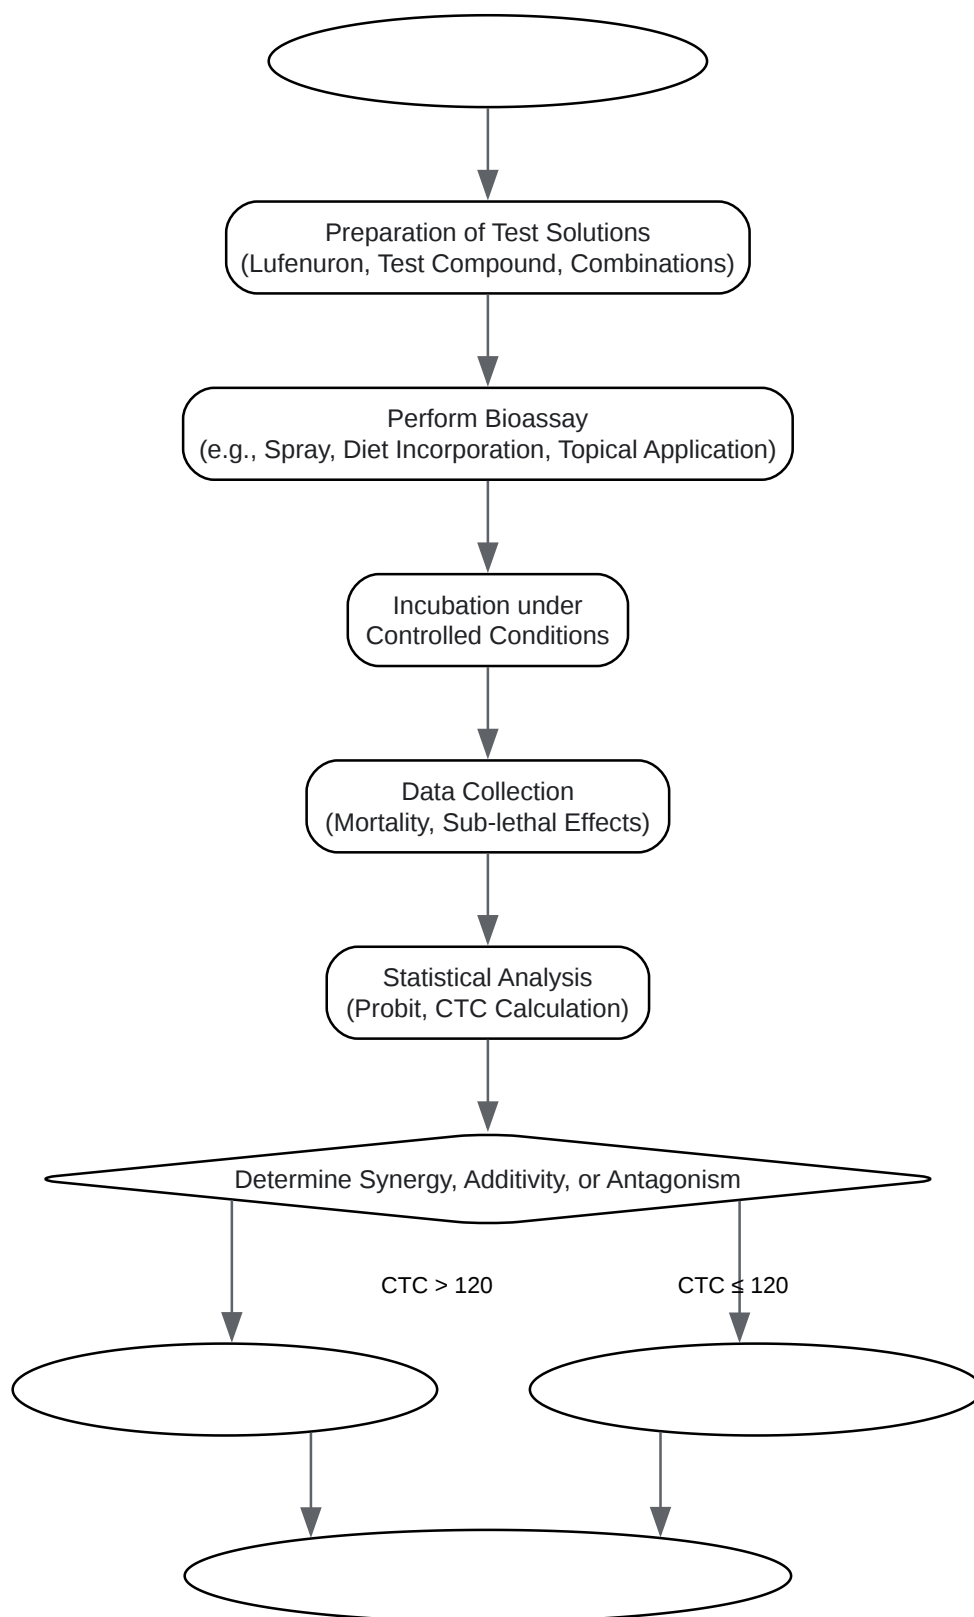 Preparation of Test Solutions
(Lufenuron, Test Compound, Combinations)
Perform Bioassay
(e.g., Spray, Diet Incorporation, Topical Application)
Incubation under
Controlled Conditions
Data Collection
(Mortality, Sub-lethal Effects)
Statistical Analysis
(Probit, CTC Calculation)
Determine Synergy, Additivity, or Antagonism
CTC > 120
CTC ≤ 120